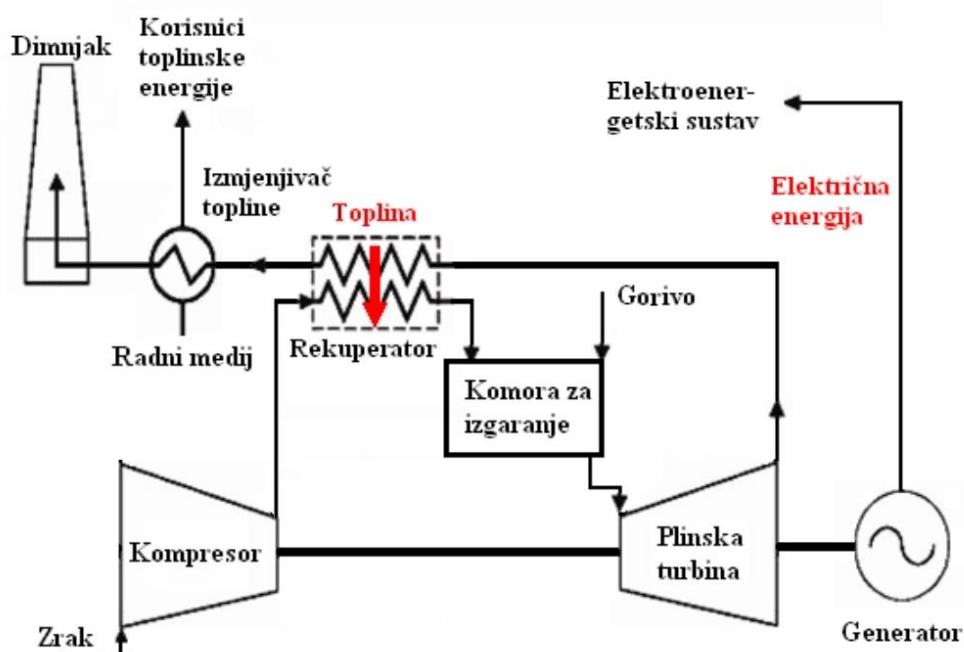 Dimnjak
Korisnici
toplinske
energije
Elektroener-
getski sustav
Izmjenjivač
topline
Toplina
Električna
energija
Gorivo
Radni medij
Rekuperator
Komora za
izgaranje
Kompresor
Plinska
turbina
Zrak
Generator